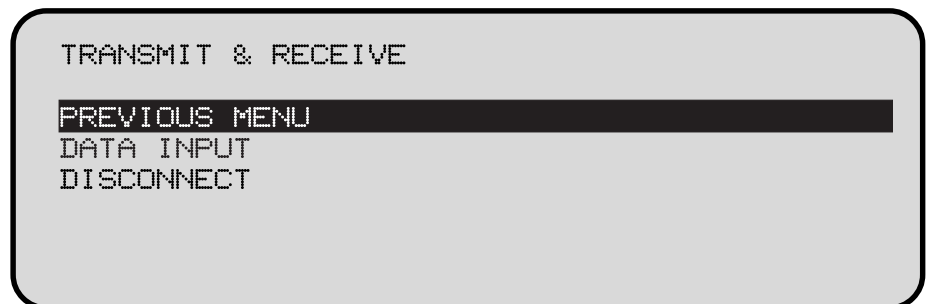 TRANSMIT & RECEIVE
PREVIOUS MENU
DATA INPUT
DISCONNECT